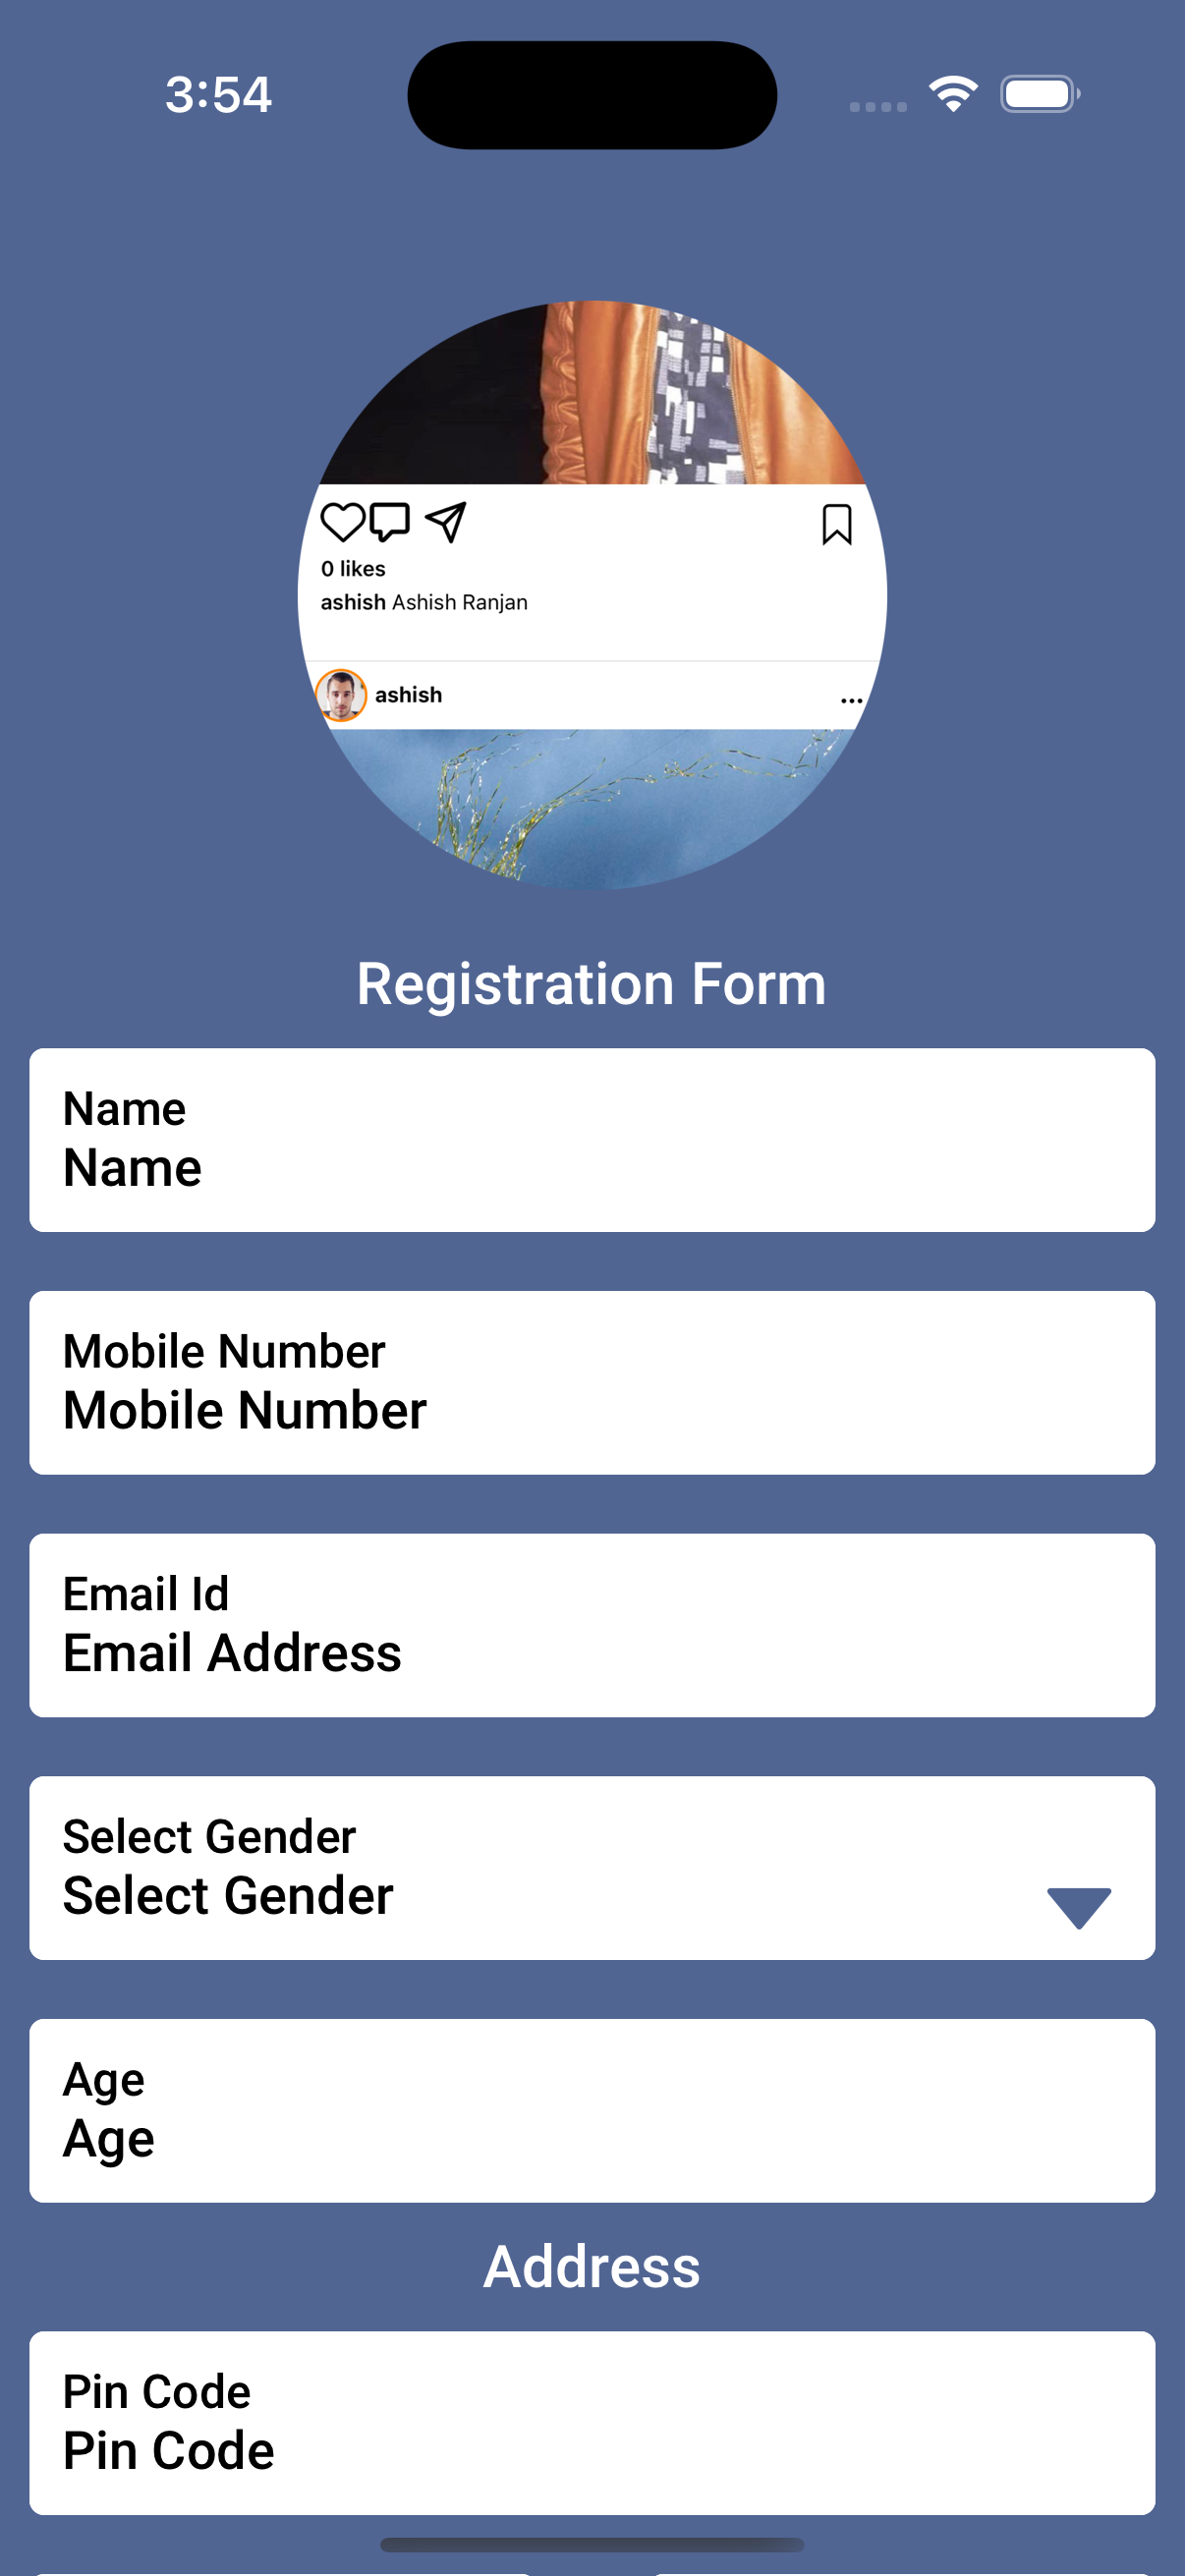 3:54
0 likes
ashish Ashish Ranjan
ashish
Registration Form
Name
Name
Mobile Number
Mobile Number
Email Id
Email Address
Select Gender
Select Gender
Age
Age
Address
Pin Code
Pin Code